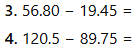 3. 56.80 − 19.45 =
4. 120.5 − 89.75 =